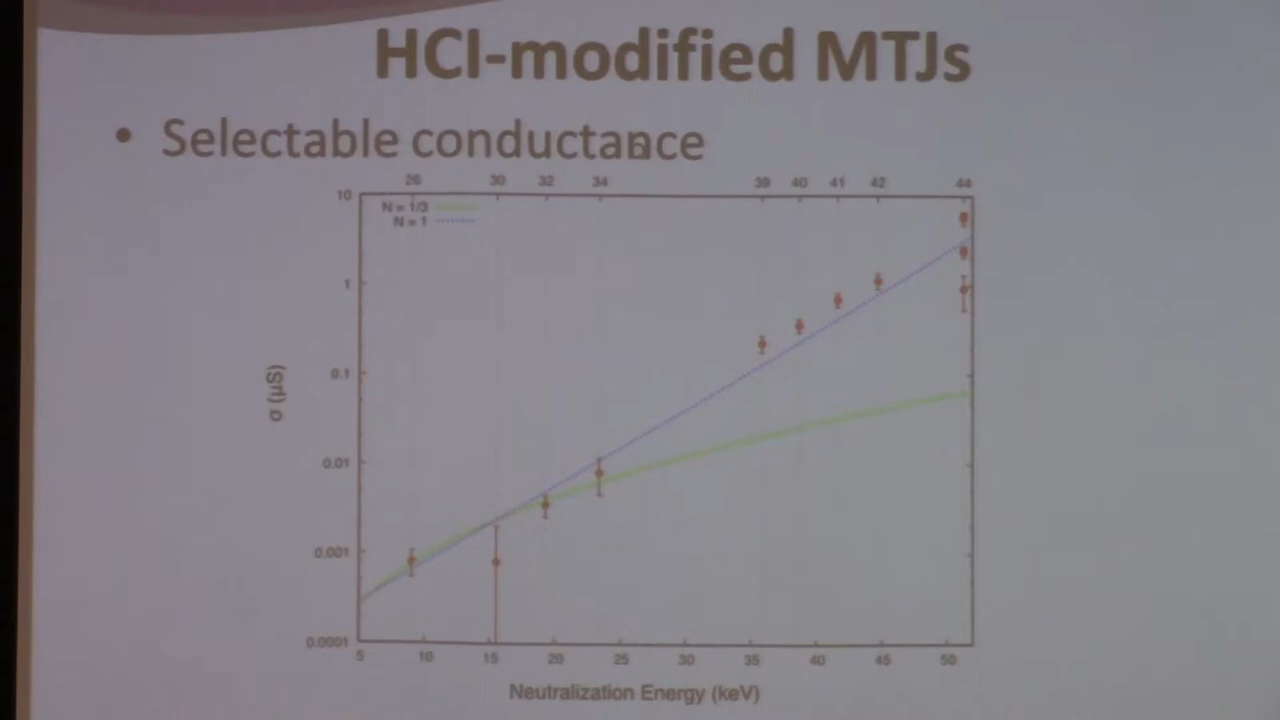 HCI-modified MTJs
• Selectable conductance
26 30 32 34 39 40 41 42 44
10
N = 1/3
N = 1
1
0.1
σ (μS)
0.01
0.001
0.0001
5 10 15 20 25 30 35 40 45 50
Neutralization Energy (keV)